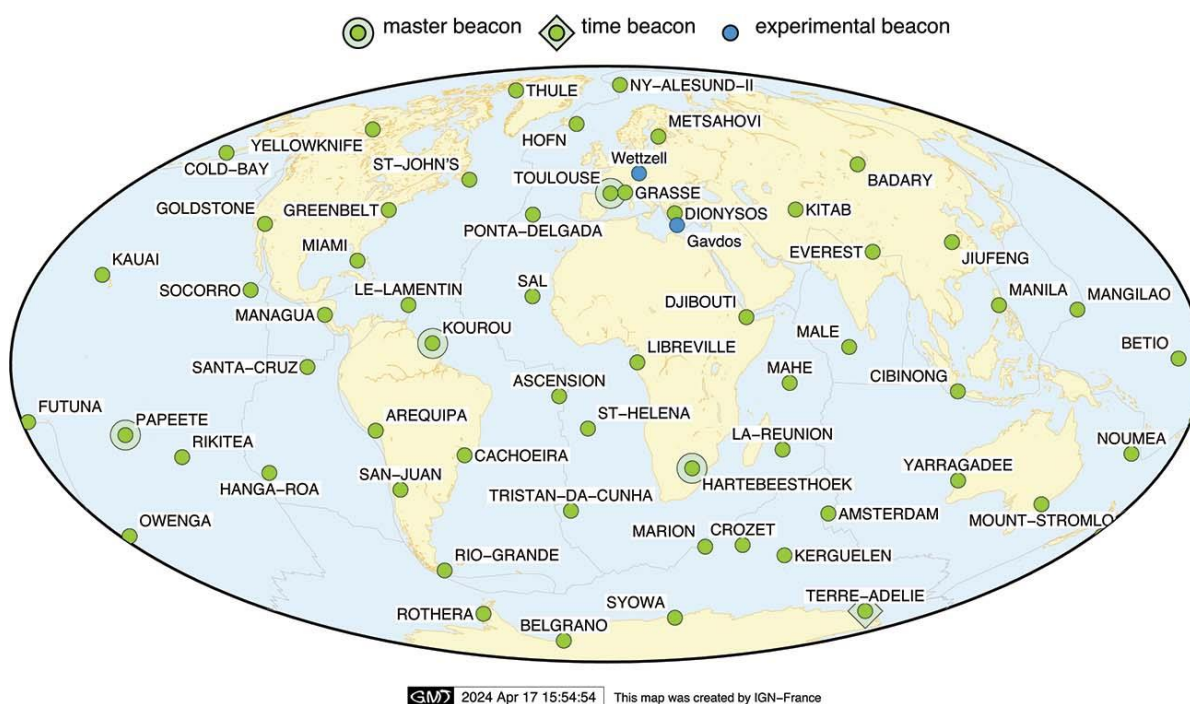 master beacon
time beacon
experimental beacon
THULE
NY-ALESUND-II
HOFN
METSAHOVI
YELLOWKNIFE
COLD-BAY
ST-JOHN'S
Wettzell
TOULOUSE
GRASSE
BADARY
GOLDSTONE
GREENBELT
PONTA-DELGADA
DIONYSOS
KITAB
Gavdos
MIAMI
EVEREST
JIUFENG
KAUAI
SOCORRO
LE-LAMENTIN
SAL
DJIBOUTI
MANILA
MANGILAO
MANAGUA
KOUROU
MALE
BETIO
LIBREVILLE
SANTA-CRUZ
ASCENSION
MAHE
CIBINONG
FUTUNA
PAPEETE
AREQUIPA
ST-HELENA
RIKITEA
LA-REUNION
NOUMEA
CACHOEIRA
YARRAGADEE
HANGA-ROA
SAN-JUAN
HARTEBEESTHOEK
TRISTAN-DA-CUNHA
OWENGA
AMSTERDAM
MOUNT-STROMLO
MARION
CROZET
RIO-GRANDE
KERGUELEN
TERRE-ADELIE
ROTHERA
SYOWA
BELGRANO
GMT 2024 Apr 17 15:54:54 This map was created by IGN-France